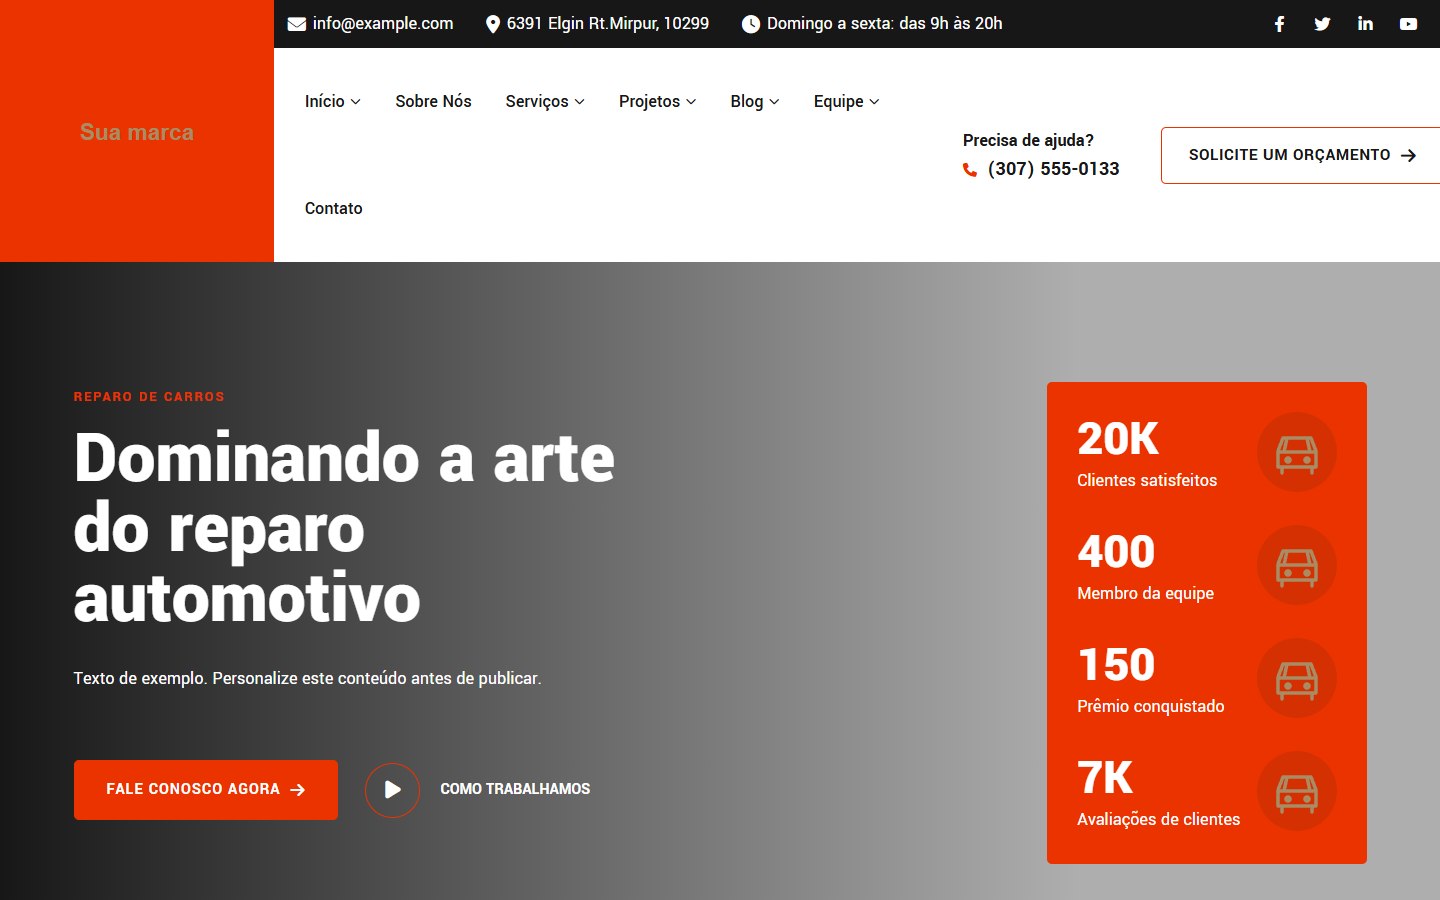 info@example.com
6391 Elgin Rt.Mirpur, 10299
Domingo a sexta: das 9h às 20h
Sua marca
Início
Sobre Nós
Serviços
Projetos
Blog
Equipe
Contato
Precisa de ajuda?
(307) 555-0133
SOLICITE UM ORÇAMENTO
REPARO DE CARROS
Dominando a arte
do reparo
automotivo
Texto de exemplo. Personalize este conteúdo antes de publicar.
FALE CONOSCO AGORA
COMO TRABALHAMOS
20K
Clientes satisfeitos
400
Membro da equipe
150
Prêmio conquistado
7K
Avaliações de clientes